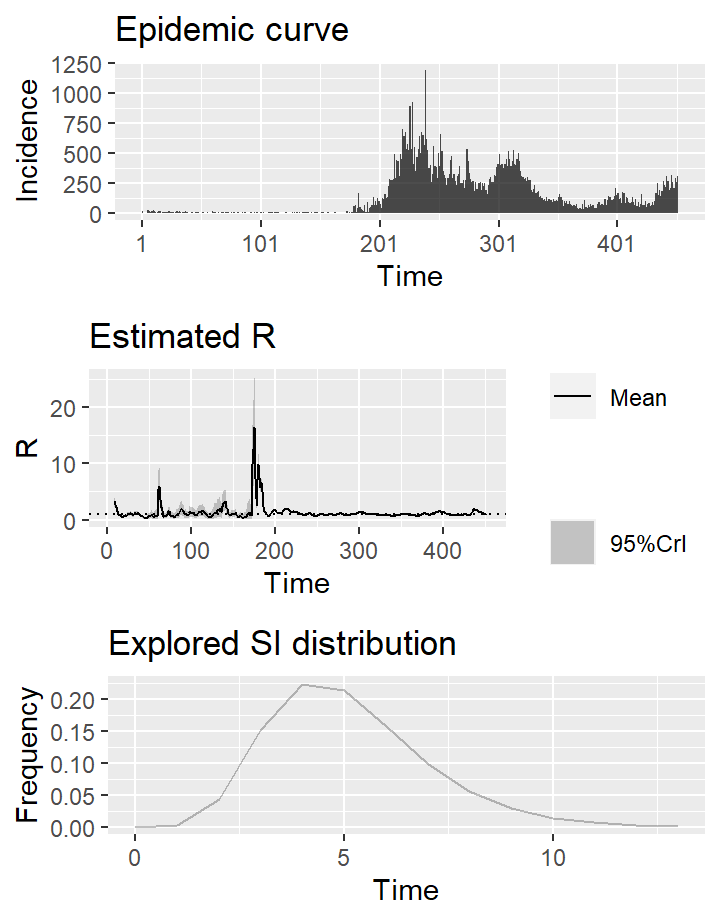 Epidemic curve
1250
1000
750
500
250
0
Incidence
1 101 201 301 401
Time
Estimated R
20
10
0
R
0 100 200 300 400
Time
Mean
95%CrI
Explored SI distribution
0.20
0.15
0.10
0.05
0.00
Frequency
0 5 10
Time